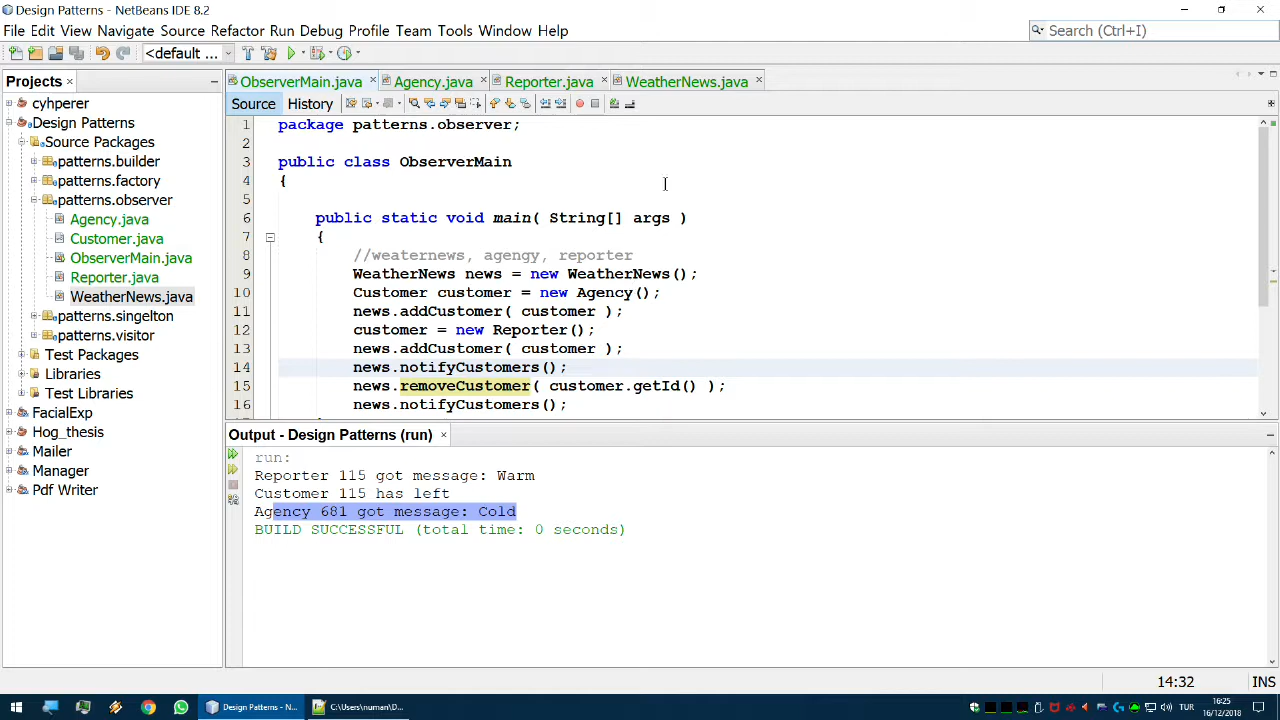 Design Patterns - NetBeans IDE 8.2
File Edit View Navigate Source Refactor Run Debug Profile Team Tools Window Help
Search (Ctrl+I)
<default ...
Projects
ObserverMain.java
Agency.java
Reporter.java
WeatherNews.java
Source
History
cyhperer
Design Patterns
Source Packages
patterns.builder
patterns.factory
patterns.observer
Agency.java
Customer.java
ObserverMain.java
Reporter.java
WeatherNews.java
patterns.singelton
patterns.visitor
Test Packages
Libraries
Test Libraries
FacialExp
Hog_thesis
Mailer
Manager
Pdf Writer
1 package patterns.observer;
2
3 public class ObserverMain
4 {
5
6 public static void main( String[] args )
7 {
8 //weaternews, agengy, reporter
9 WeatherNews news = new WeatherNews();
10 Customer customer = new Agency();
11 news.addCustomer( customer );
12 customer = new Reporter();
13 news.addCustomer( customer );
14 news.notifyCustomers();
15 news.removeCustomer( customer.getId() );
16 news.notifyCustomers();
Output - Design Patterns (run)
run:
Reporter 115 got message: Warm
Customer 115 has left
Agency 681 got message: Cold
BUILD SUCCESSFUL (total time: 0 seconds)
14:32
INS
Design Patterns - N...
C:\Users\numan\D...
TUR
16:25
16/12/2018